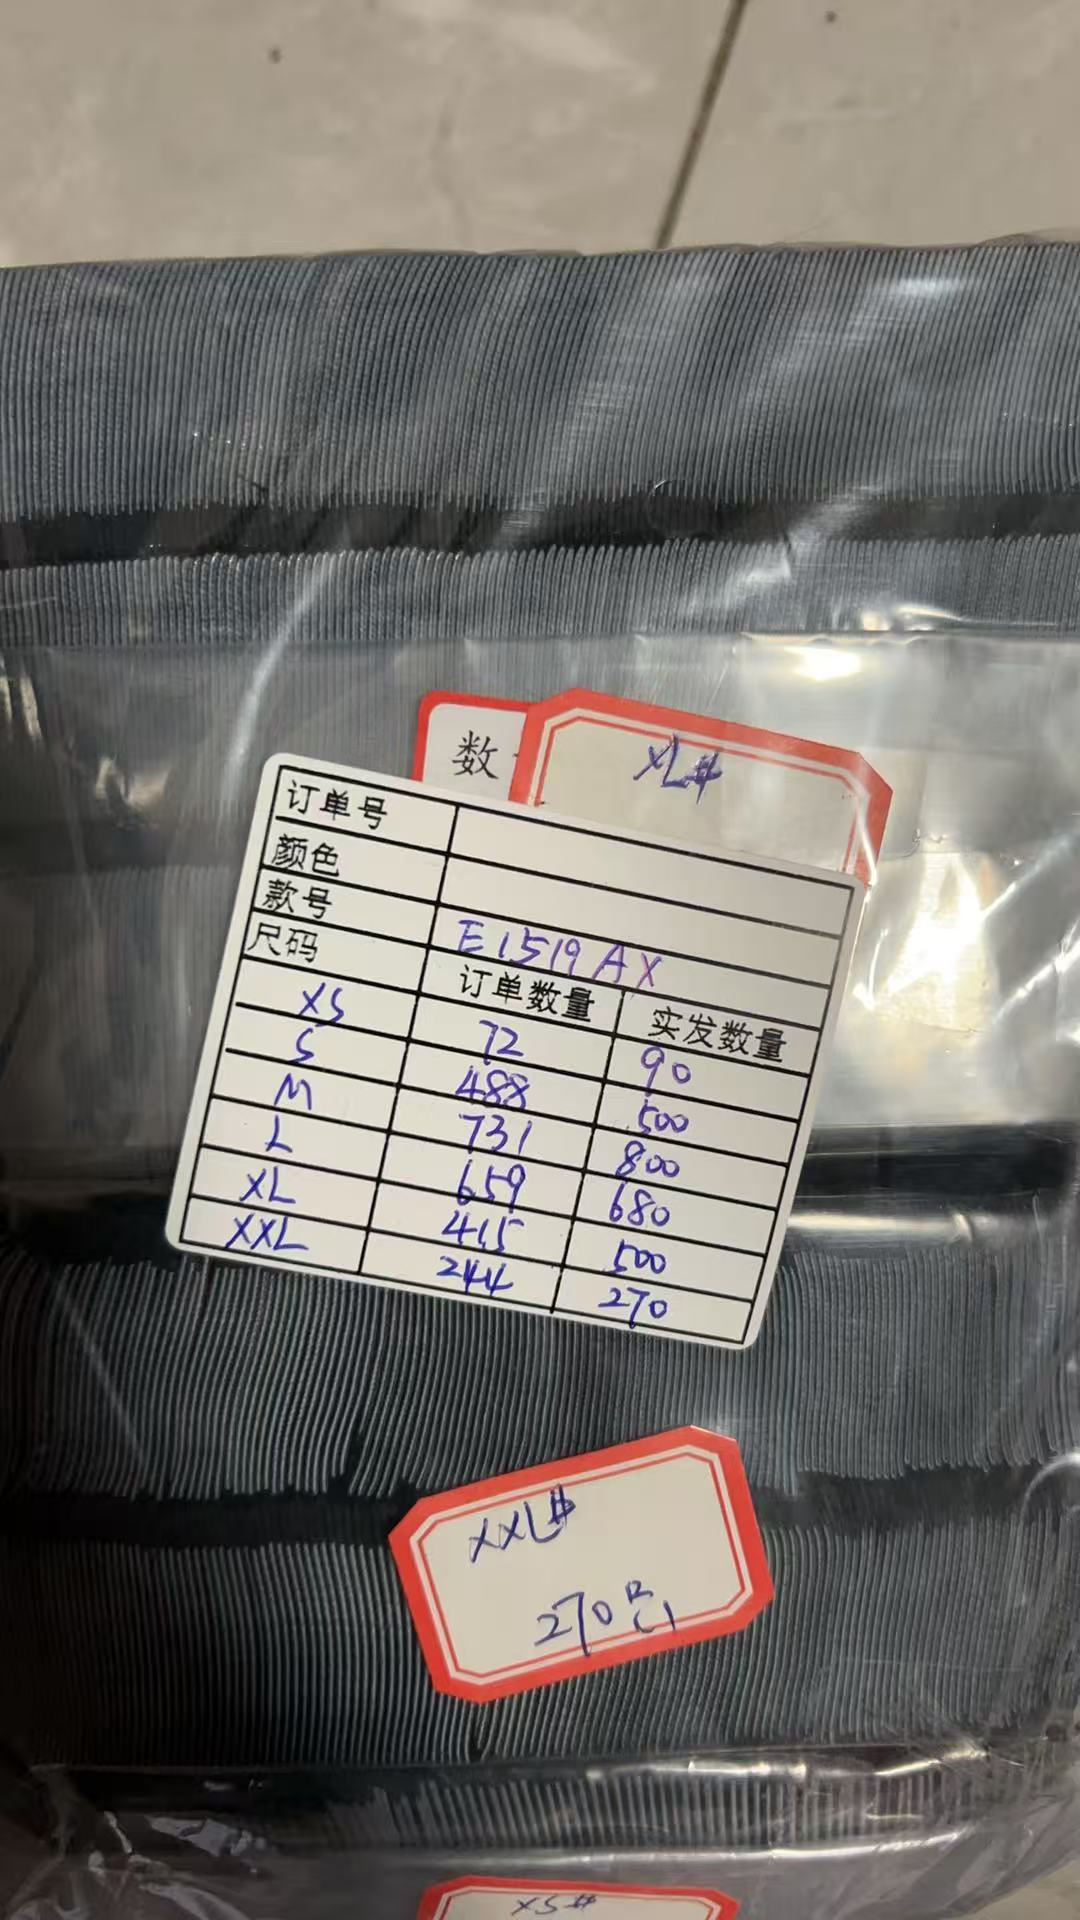 XL#
数
订单号
颜色
款号 E1519AX
尺码 订单数量 实发数量
XS 72 90
S 488 500
M 731 800
L 659 680
XL 415 500
XXL 244 270
XXL#
270
XS#